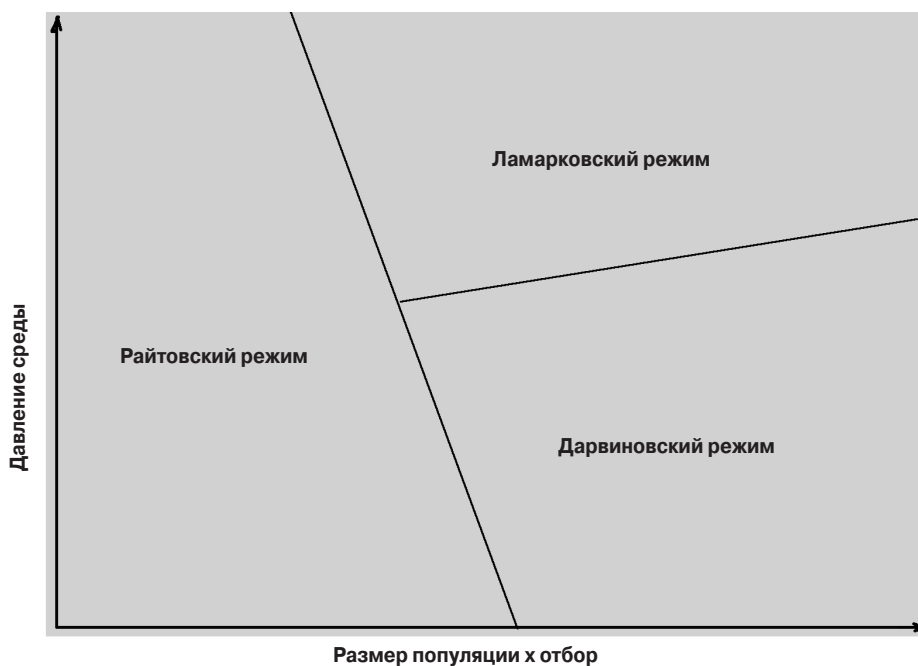 Ламарковский режим
Райтовский режим
Дарвиновский режим
Давление среды
Размер популяции х отбор